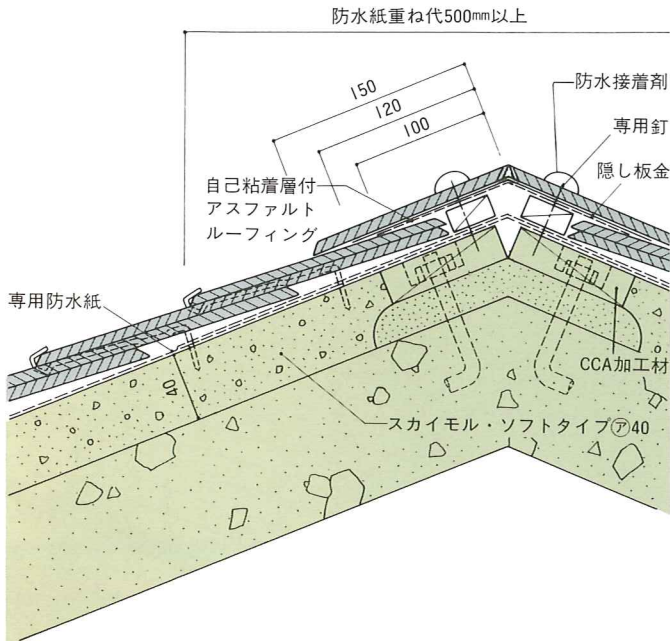 防水紙重ね代500㎜以上
150
120
100
防水接着剤
専用釘
隠し板金
自己粘着層付
アスファルト
ルーフィング
専用防水紙
40
CCA加工材
スカイモル・ソフトタイプ㋐40